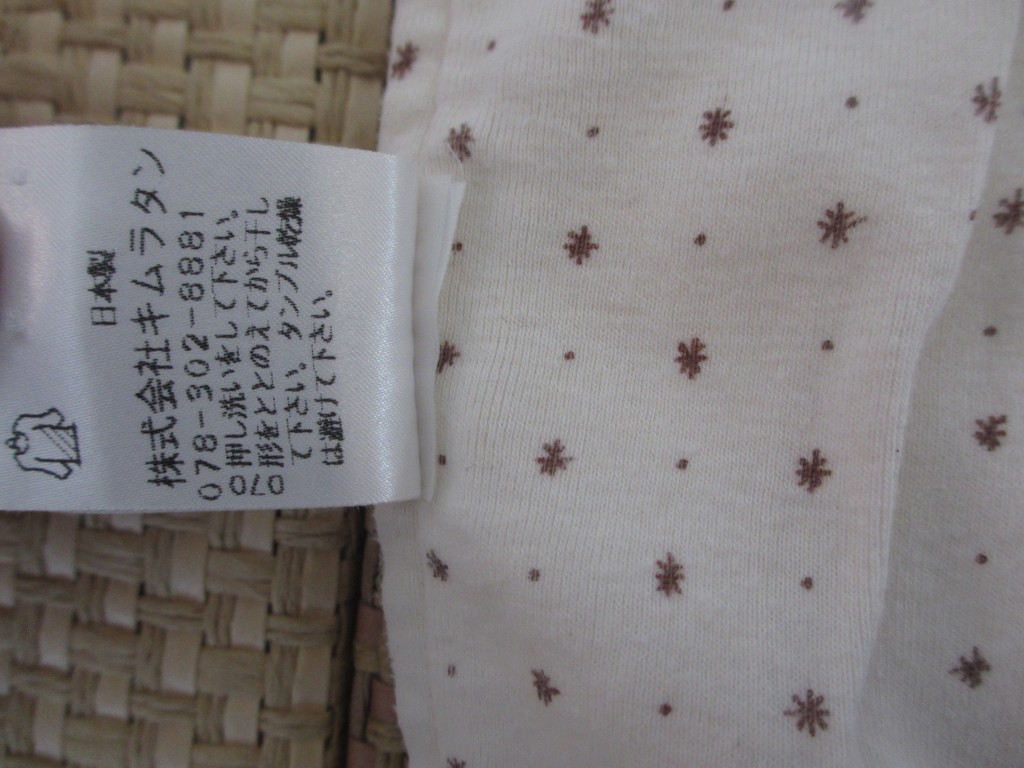 日本製
株式会社キムラタン
078-302-8881
○押し洗いをして下さい。
○形をととのえてから干し
て下さい。タンブル乾燥
は避けて下さい。